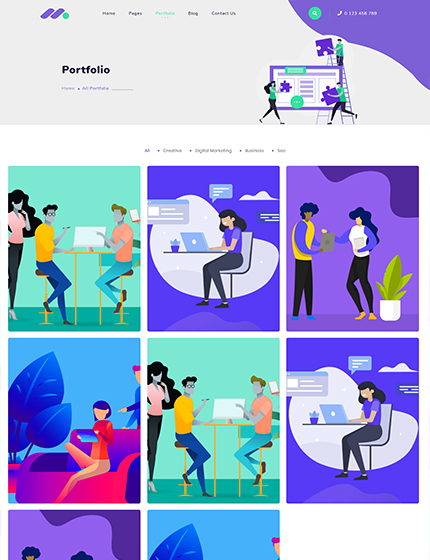 Home Pages Portfolio Blog Contact Us 0 123 456 789
Portfolio
Home • All Portfolio
All • Creative • Digital Marketing • Business • Seo